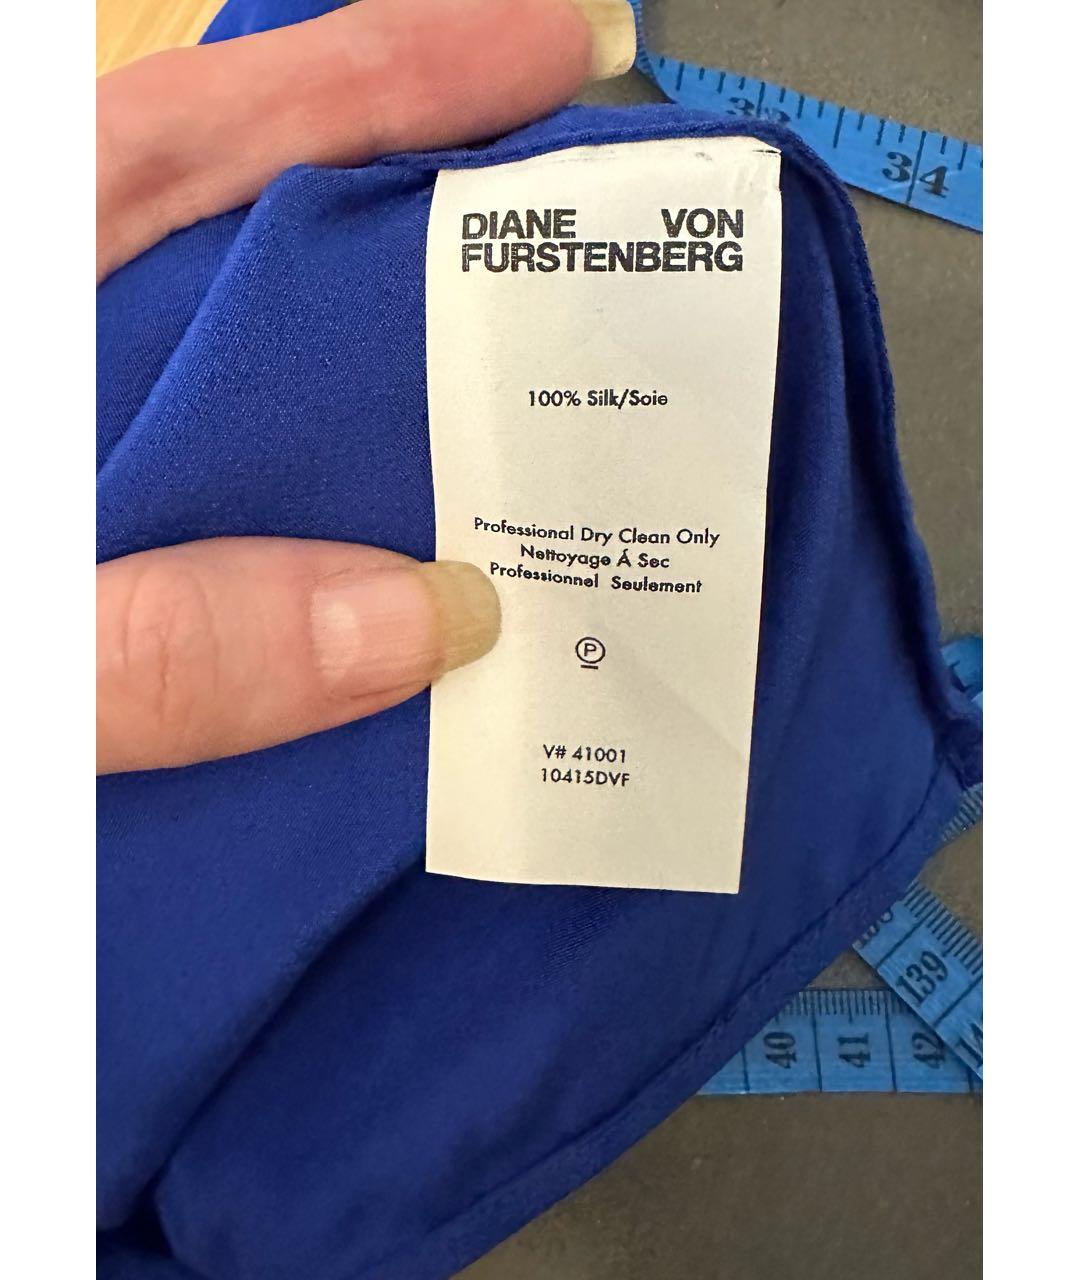 DIANE VON
FURSTENBERG
100% Silk/Soie
Professional Dry Clean Only
Nettoyage Á Sec
Professionnel Seulement
P
V# 41001
10415DVF
34
139
40
41
42